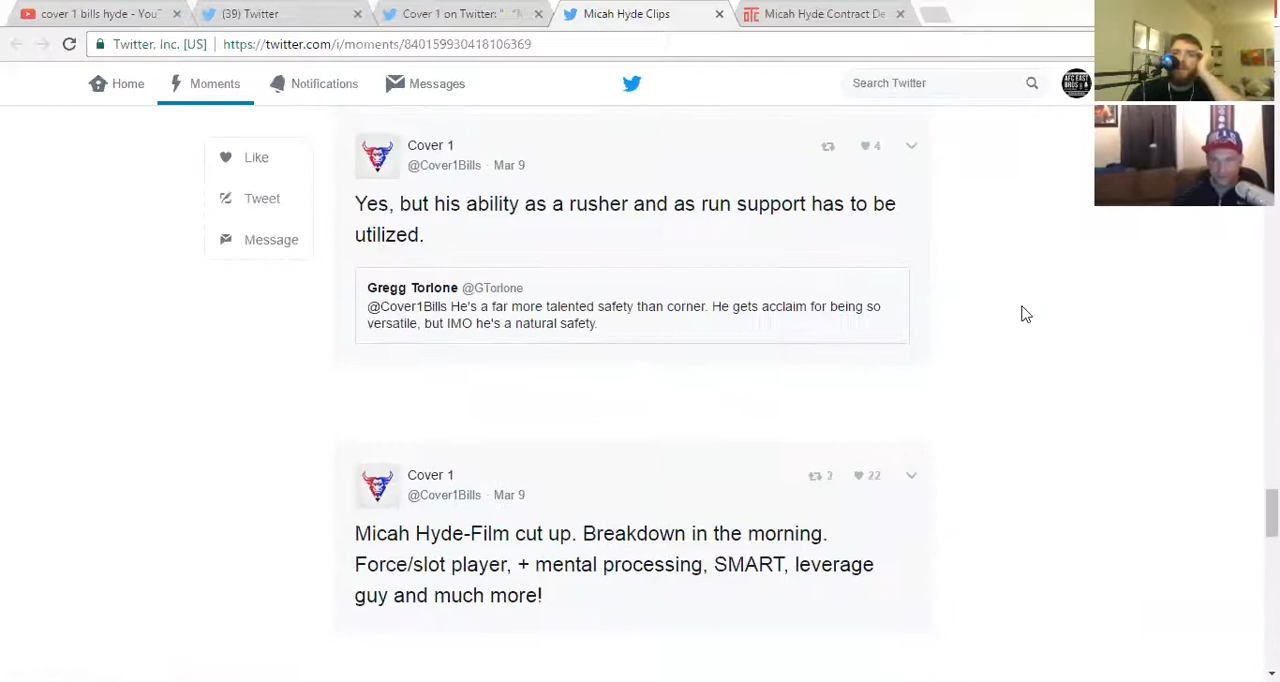 cover 1 bills hyde - You
(39) Twitter
Cover 1 on Twitter: "
Micah Hyde Clips
OTC Micah Hyde Contract De
Twitter, Inc. [US] https://twitter.com/i/moments/840159930418106369
Home Moments Notifications Messages Search Twitter
AFC EAST BROS
Like
Tweet
Message
Cover 1
@Cover1Bills · Mar 9
4
Yes, but his ability as a rusher and as run support has to be
utilized.
Gregg Torlone @GTorlone
@Cover1Bills He's a far more talented safety than corner. He gets acclaim for being so
versatile, but IMO he's a natural safety.
Cover 1
@Cover1Bills · Mar 9
2 22
Micah Hyde-Film cut up. Breakdown in the morning.
Force/slot player, + mental processing, SMART, leverage
guy and much more!